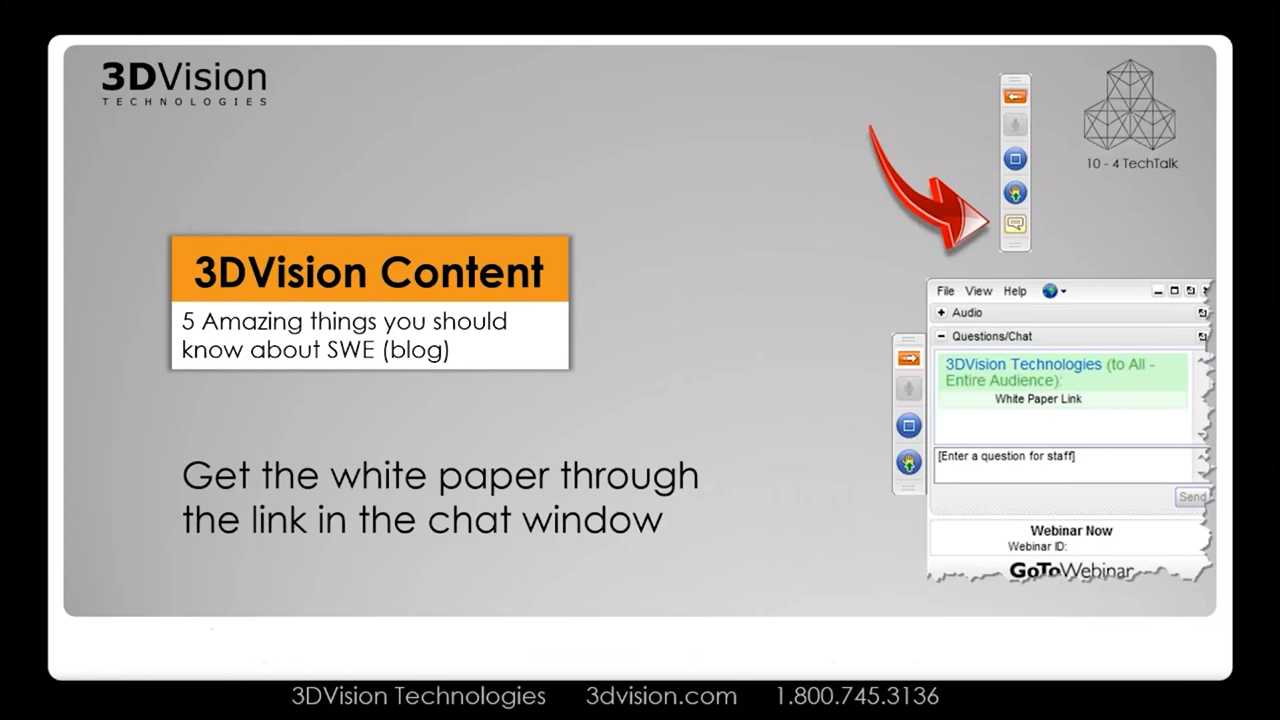 3DVision
TECHNOLOGIES
10 - 4 TechTalk
3DVision Content
5 Amazing things you should
know about SWE (blog)
Get the white paper through
the link in the chat window
File View Help
Audio
Questions/Chat
3DVision Technologies (to All -
Entire Audience):
White Paper Link
[Enter a question for staff]
Send
Webinar Now
Webinar ID:
GoToWebinar
3DVision Technologies 3dvision.com 1.800.745.3136